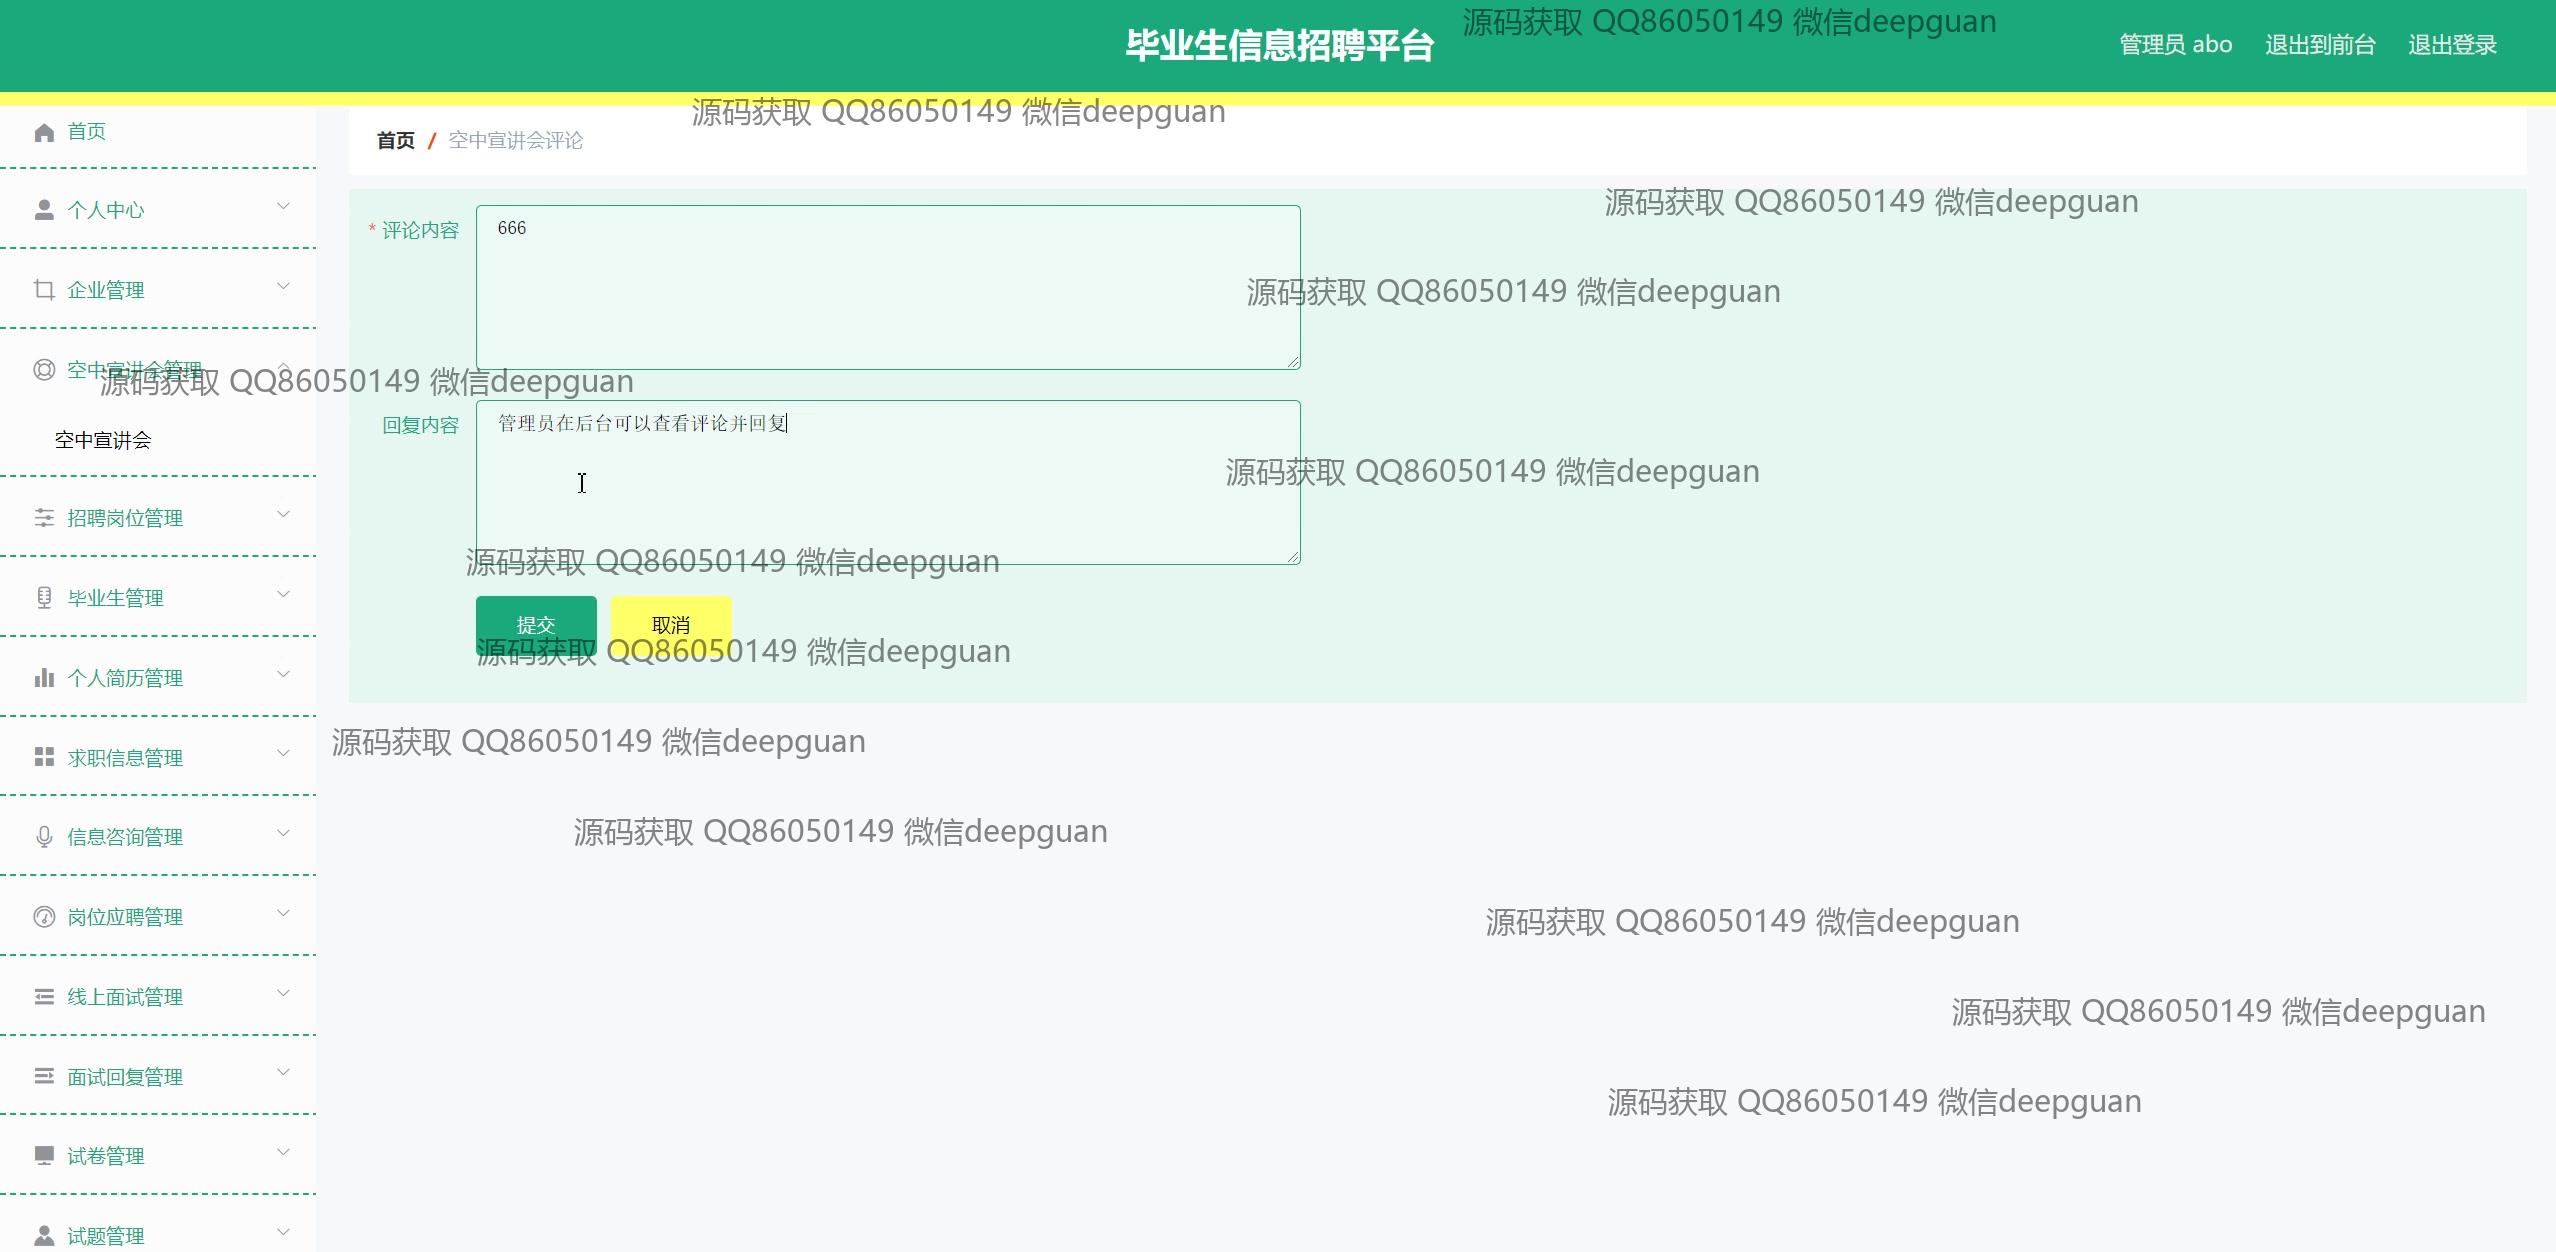 毕业生信息招聘平台
源码获取 QQ86050149 微信deepguan
管理员 abo
退出到前台
退出登录
源码获取 QQ86050149 微信deepguan
首页
首页 / 空中宣讲会评论
源码获取 QQ86050149 微信deepguan
个人中心
* 评论内容
666
企业管理
源码获取 QQ86050149 微信deepguan
空中宣讲会管理
源码获取 QQ86050149 微信deepguan
回复内容
管理员在后台可以查看评论并回复
空中宣讲会
源码获取 QQ86050149 微信deepguan
招聘岗位管理
源码获取 QQ86050149 微信deepguan
毕业生管理
提交
取消
源码获取 QQ86050149 微信deepguan
个人简历管理
源码获取 QQ86050149 微信deepguan
求职信息管理
源码获取 QQ86050149 微信deepguan
信息咨询管理
岗位应聘管理
源码获取 QQ86050149 微信deepguan
线上面试管理
源码获取 QQ86050149 微信deepguan
面试回复管理
源码获取 QQ86050149 微信deepguan
试卷管理
试题管理